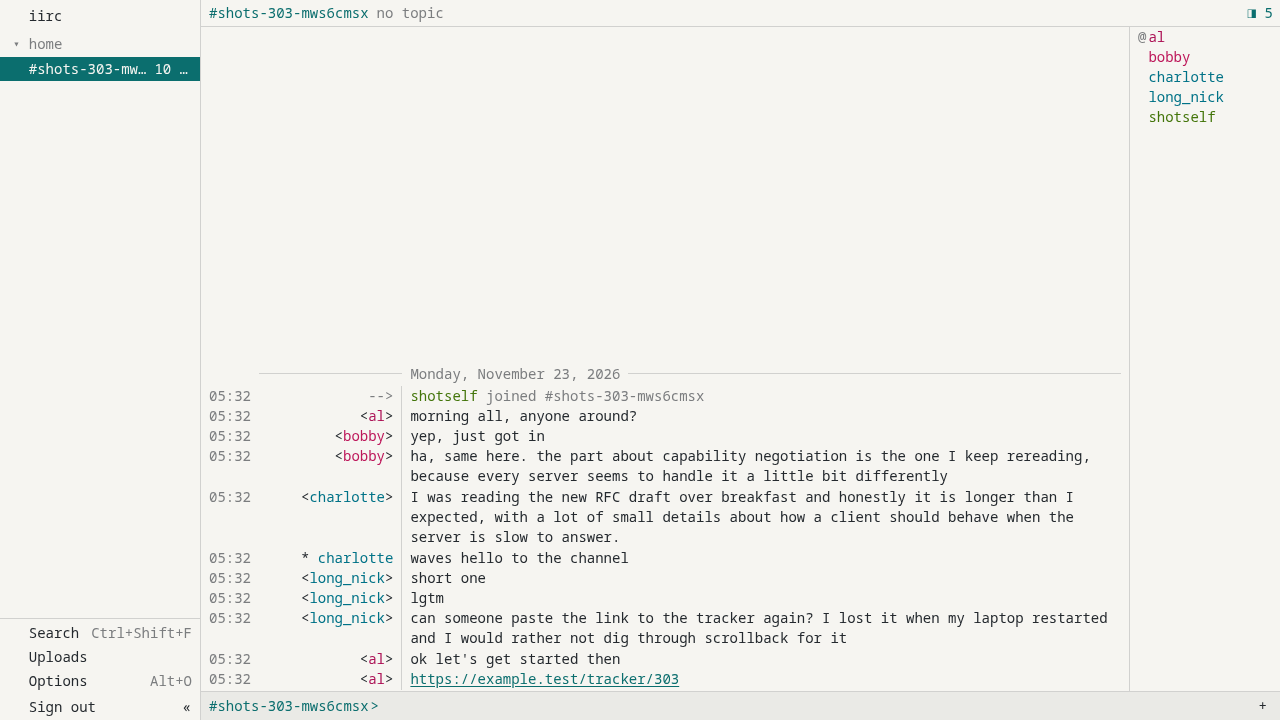 iirc
▾ home
#shots-303-mw… 10 …
Search Ctrl+Shift+F
Uploads
Options Alt+O
Sign out «
#shots-303-mws6cmsx no topic
◨ 5
Monday, November 23, 2026
05:32 --> shotself joined #shots-303-mws6cmsx
05:32 <al> morning all, anyone around?
05:32 <bobby> yep, just got in
05:32 <bobby> ha, same here. the part about capability negotiation is the one I keep rereading,
because every server seems to handle it a little bit differently
05:32 <charlotte> I was reading the new RFC draft over breakfast and honestly it is longer than I
expected, with a lot of small details about how a client should behave when the
server is slow to answer.
05:32 * charlotte waves hello to the channel
05:32 <long_nick> short one
05:32 <long_nick> lgtm
05:32 <long_nick> can someone paste the link to the tracker again? I lost it when my laptop restarted
and I would rather not dig through scrollback for it
05:32 <al> ok let's get started then
05:32 <al> https://example.test/tracker/303
#shots-303-mws6cmsx> +
@al
bobby
charlotte
long_nick
shotself